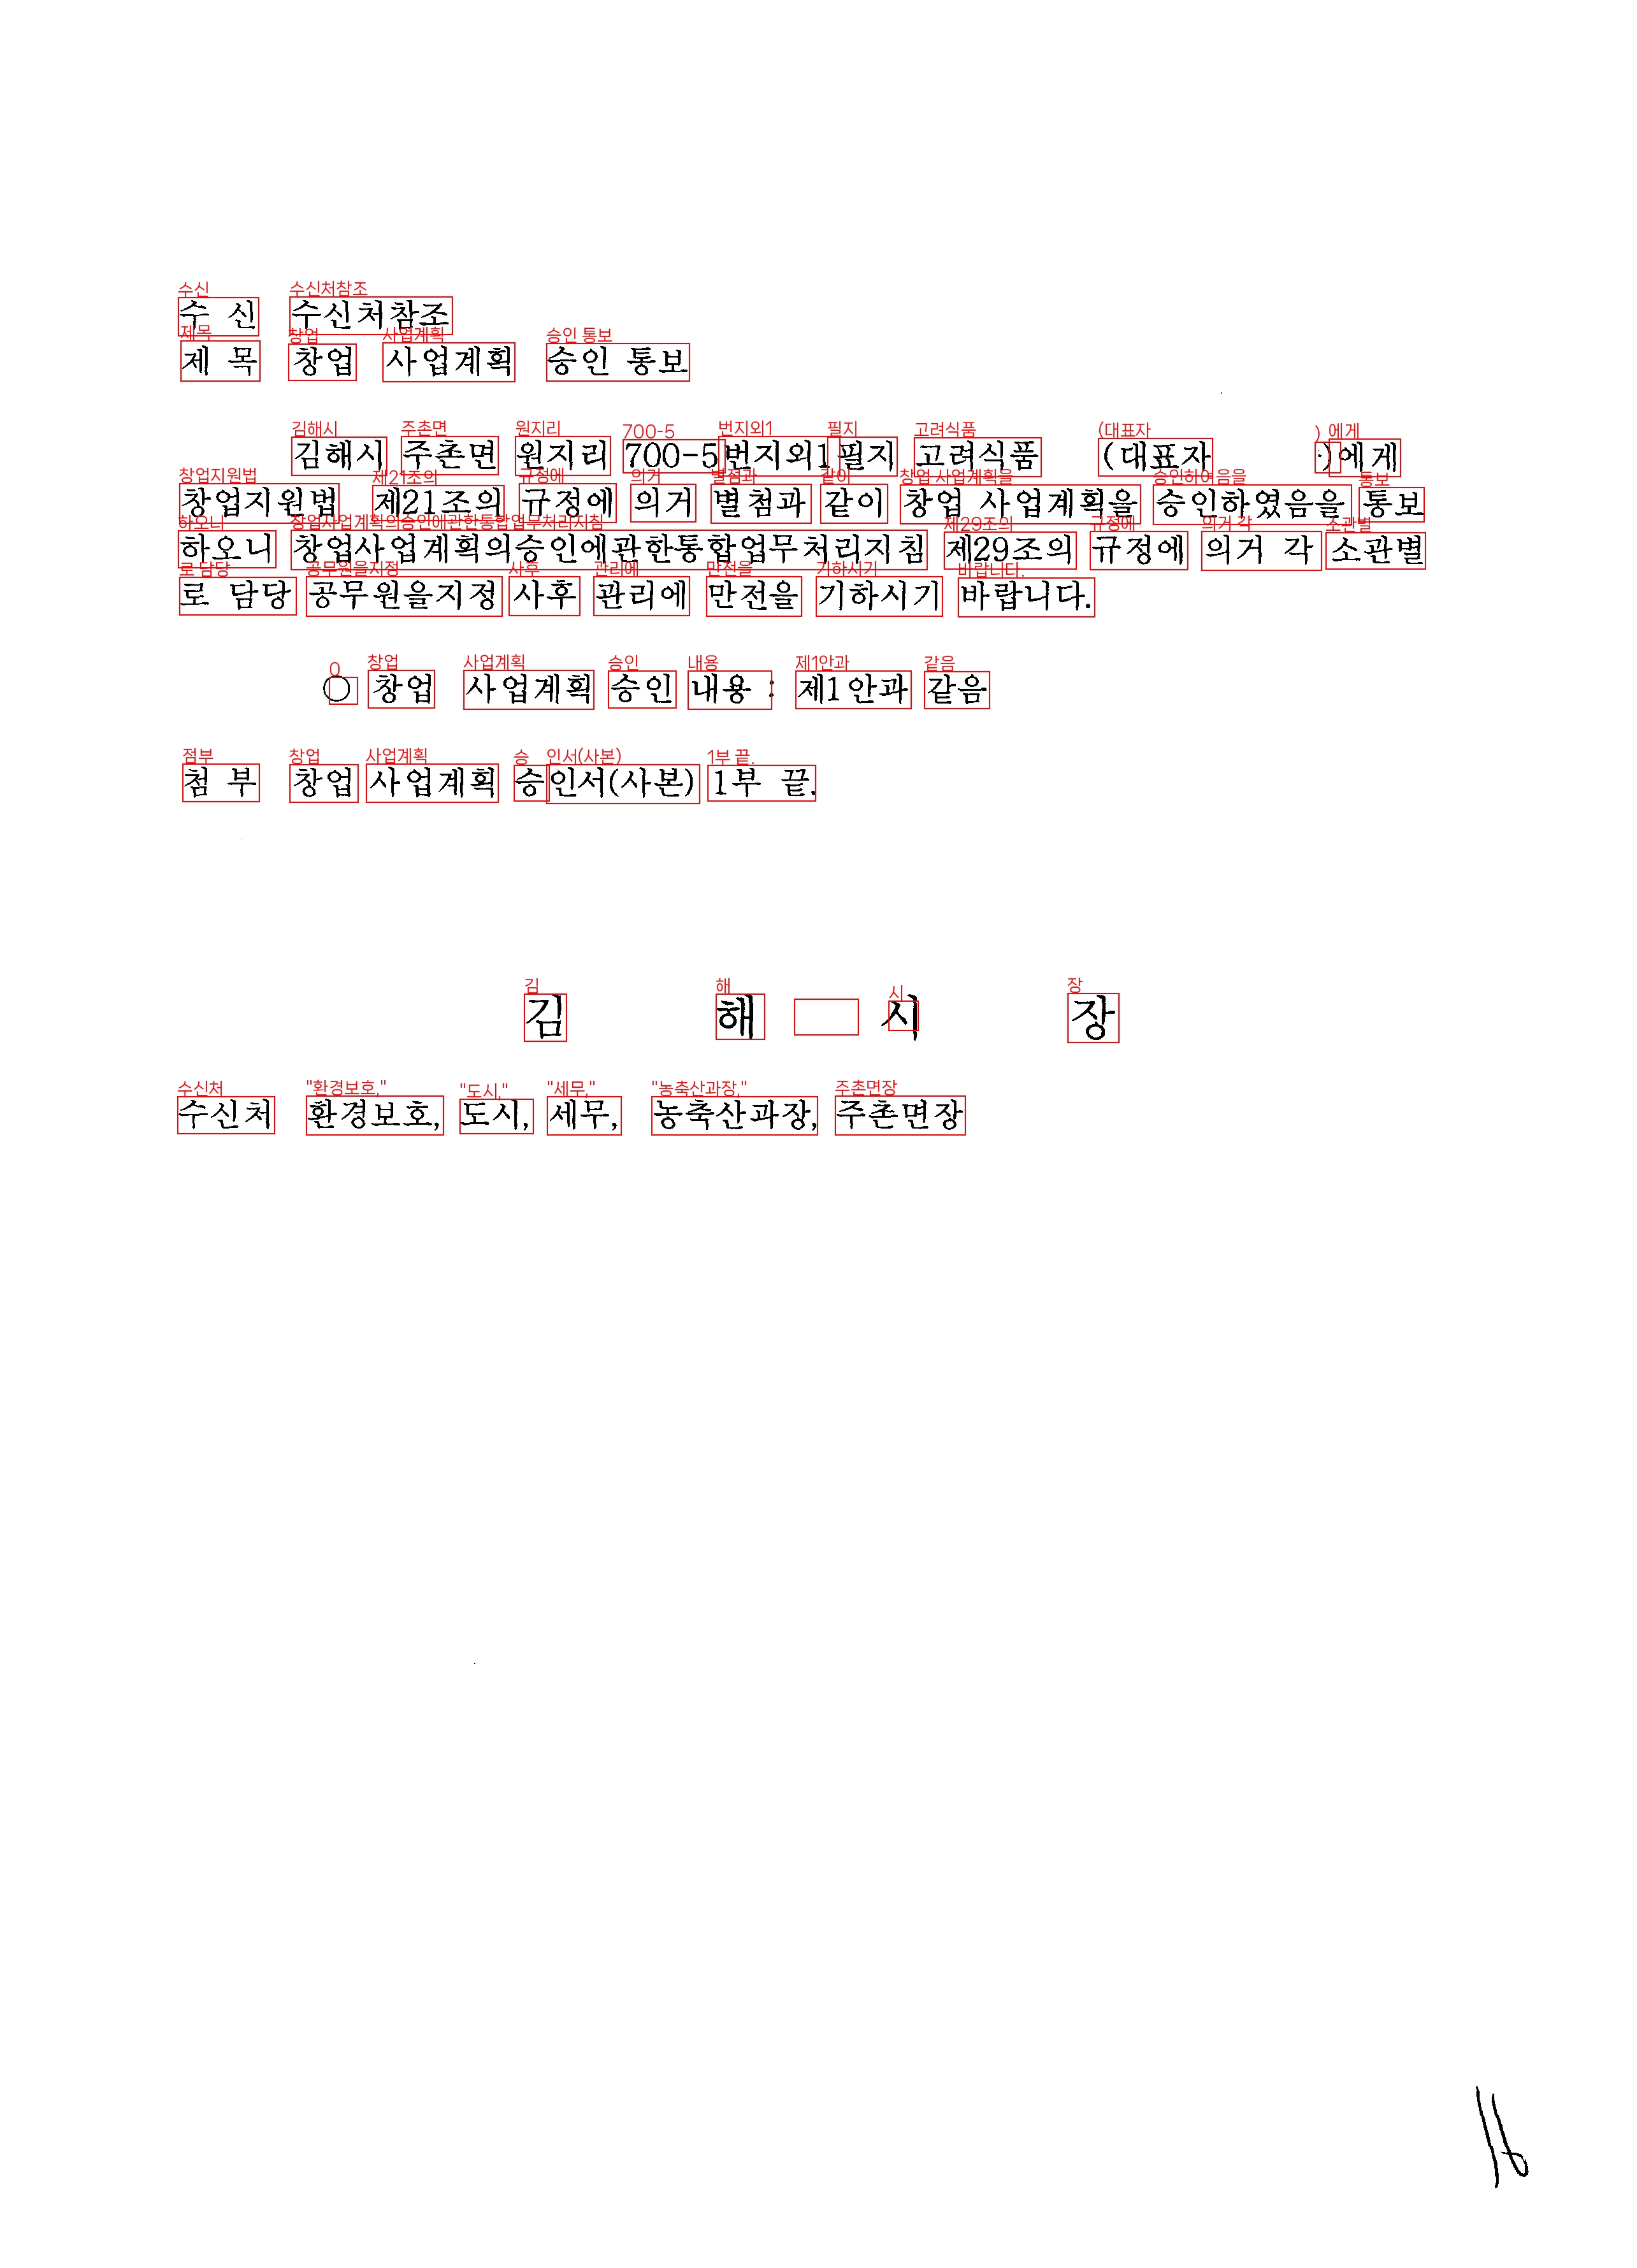 수 신 수신처참조
제 목 창업 사업계획 승인 통보
김해시 주촌면 원지리 700-5번지외1필지 고려식품 (대표자 )에게
창업지원법 제21조의 규정에 의거 별첨과 같이 창업 사업계획을 승인하였음을 통보
하오니 창업사업계획의승인에관한통합업무처리지침 제29조의 규정에 의거 각 소관별
로 담당 공무원을지정 사후 관리에 만전을 기하시기 바랍니다.
○ 창업 사업계획 승인 내용 : 제1안과 같음
첨 부 창업 사업계획 승인서(사본) 1부 끝.
김 해 시 장
수신처 환경보호, 도시, 세무, 농축산과장, 주촌면장
16